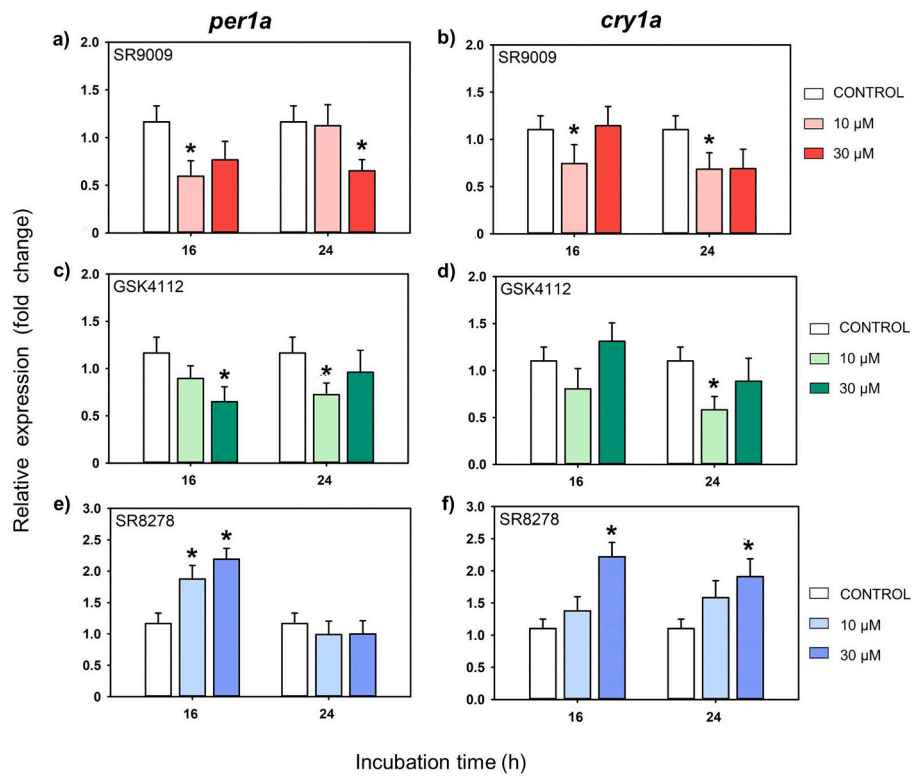 per1a
cry1a
a)
2.0
SR9009
1.5
1.0
0.5
0
*
*
16
24
b)
2.0
SR9009
1.5
1.0
0.5
.0
*
*
16
24
CONTROL
10 µM
30 µM
c)
2.0
GSK4112
1.5
1.0
0.5
0
*
*
16
24
d)
2.0
GSK4112
1.5
1.0
0.5
0.0
*
16
24
CONTROL
10 µM
30 µM
e)
3.0
SR8278
2.5
2.0
1.5
1.0
0.5
0
*
*
16
24
f)
3.0
SR8278
2.5
2.0
1.5
1.0
0.5
0.0
*
*
16
24
CONTROL
10 µM
30 µM
Relative expression (fold change)
Incubation time (h)